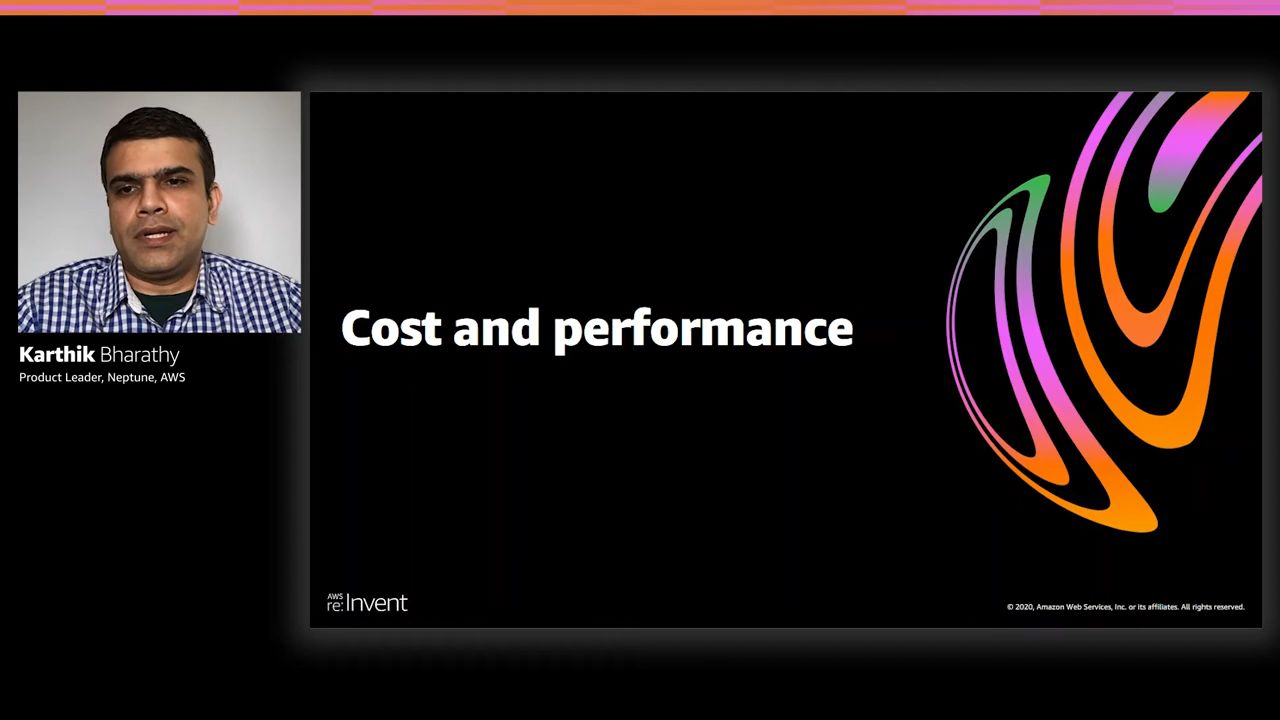 Karthik Bharathy
Product Leader, Neptune, AWS
Cost and performance
AWS
re:Invent
© 2020, Amazon Web Services, Inc. or its affiliates. All rights reserved.